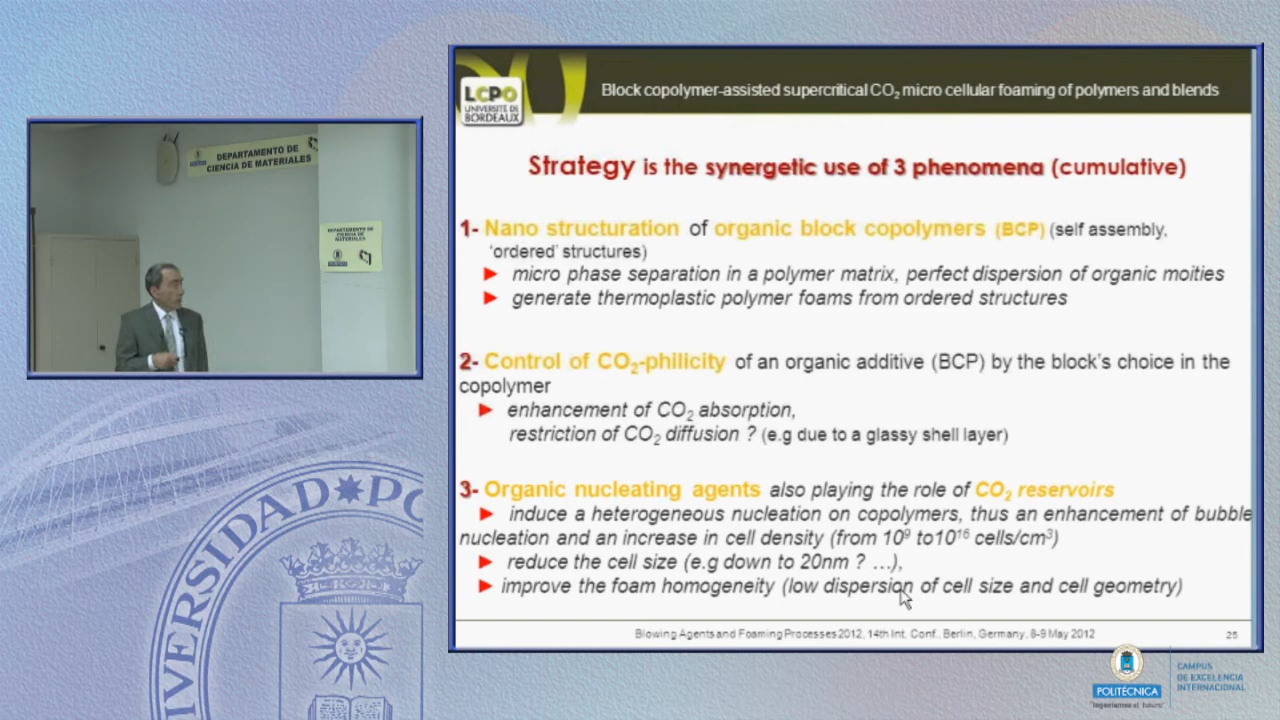 DEPARTAMENTO DE
CIENCIA DE MATERIALES
DEPARTAMENTO DE
CIENCIA DE
MATERIALES
LCPO
UNIVERSITÉ DE
BORDEAUX
Block copolymer-assisted supercritical CO₂ micro cellular foaming of polymers and blends
Strategy is the synergetic use of 3 phenomena (cumulative)
1- Nano structuration of organic block copolymers (BCP) (self assembly,
‘ordered’ structures)
► micro phase separation in a polymer matrix, perfect dispersion of organic moities
► generate thermoplastic polymer foams from ordered structures
2- Control of CO₂-philicity of an organic additive (BCP) by the block's choice in the
copolymer
► enhancement of CO₂ absorption,
restriction of CO₂ diffusion ? (e.g due to a glassy shell layer)
3- Organic nucleating agents also playing the role of CO₂ reservoirs
► induce a heterogeneous nucleation on copolymers, thus an enhancement of bubble
nucleation and an increase in cell density (from 10⁹ to10¹⁶ cells/cm³)
► reduce the cell size (e.g down to 20nm ? …),
► improve the foam homogeneity (low dispersion of cell size and cell geometry)
Blowing Agents and Foaming Processes 2012, 14th Int. Conf., Berlin, Germany, 8-9 May 2012
25
UNIVERSIDAD PO
POLITÉCNICA
"Ingeniamos el futuro"
CAMPUS
DE EXCELENCIA
INTERNACIONAL